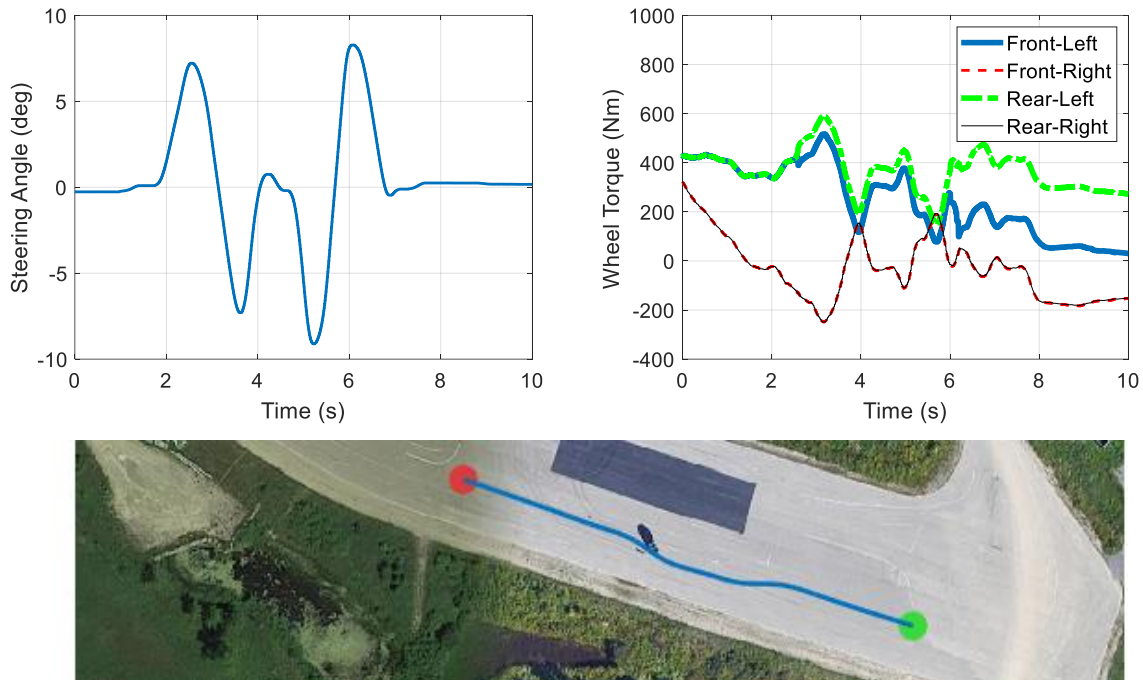 10
5
0
-5
-10
Steering Angle (deg)
0 2 4 6 8 10
Time (s)
1000
800
600
400
200
0
-200
-400
Wheel Torque (Nm)
0 2 4 6 8 10
Time (s)
Front-Left
Front-Right
Rear-Left
Rear-Right